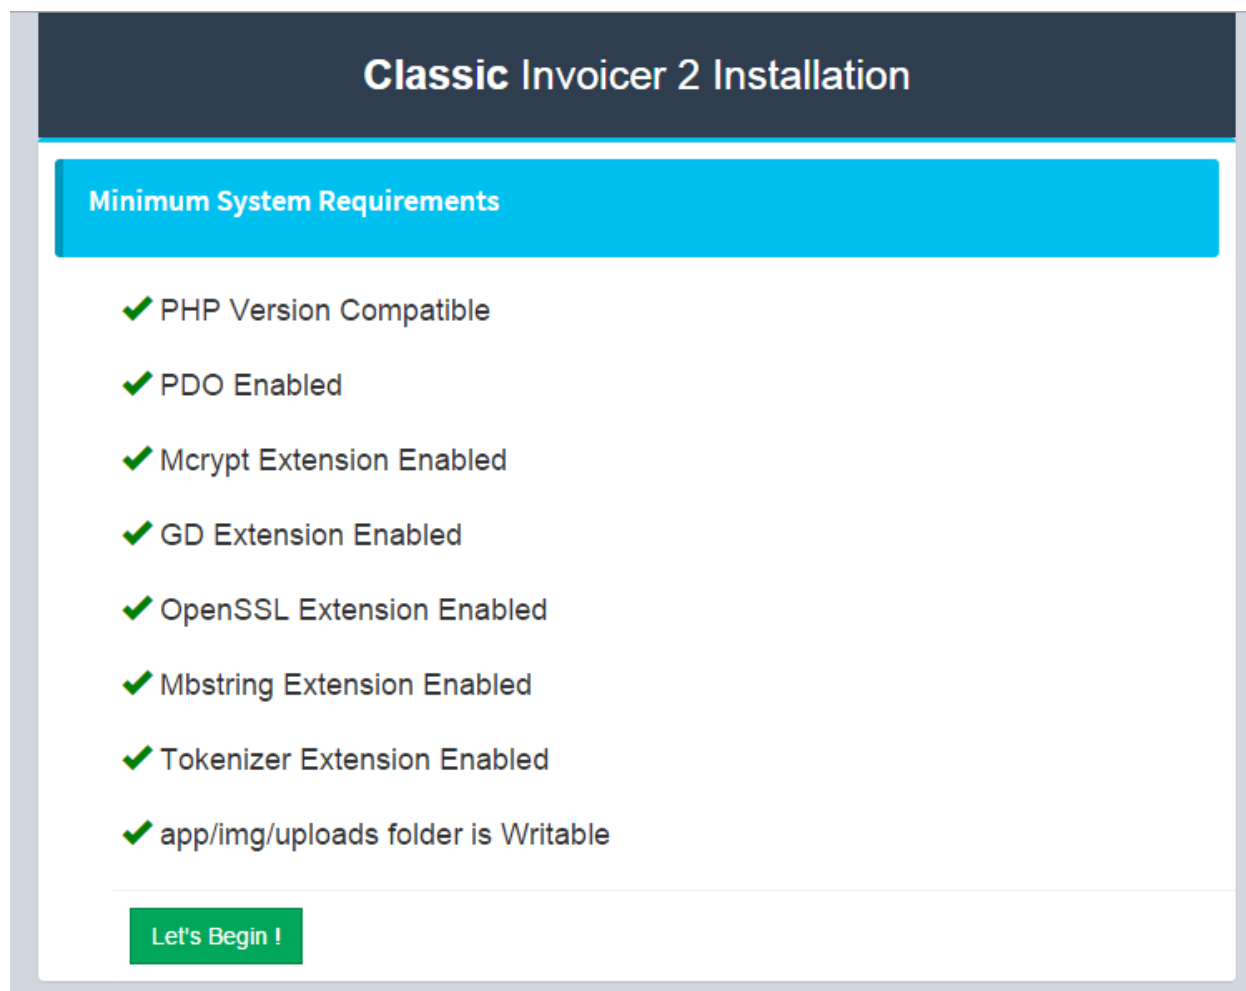 Classic Invoicer 2 Installation
Minimum System Requirements
PHP Version Compatible
PDO Enabled
Mcrypt Extension Enabled
GD Extension Enabled
OpenSSL Extension Enabled
Mbstring Extension Enabled
Tokenizer Extension Enabled
app/img/uploads folder is Writable
Let's Begin !